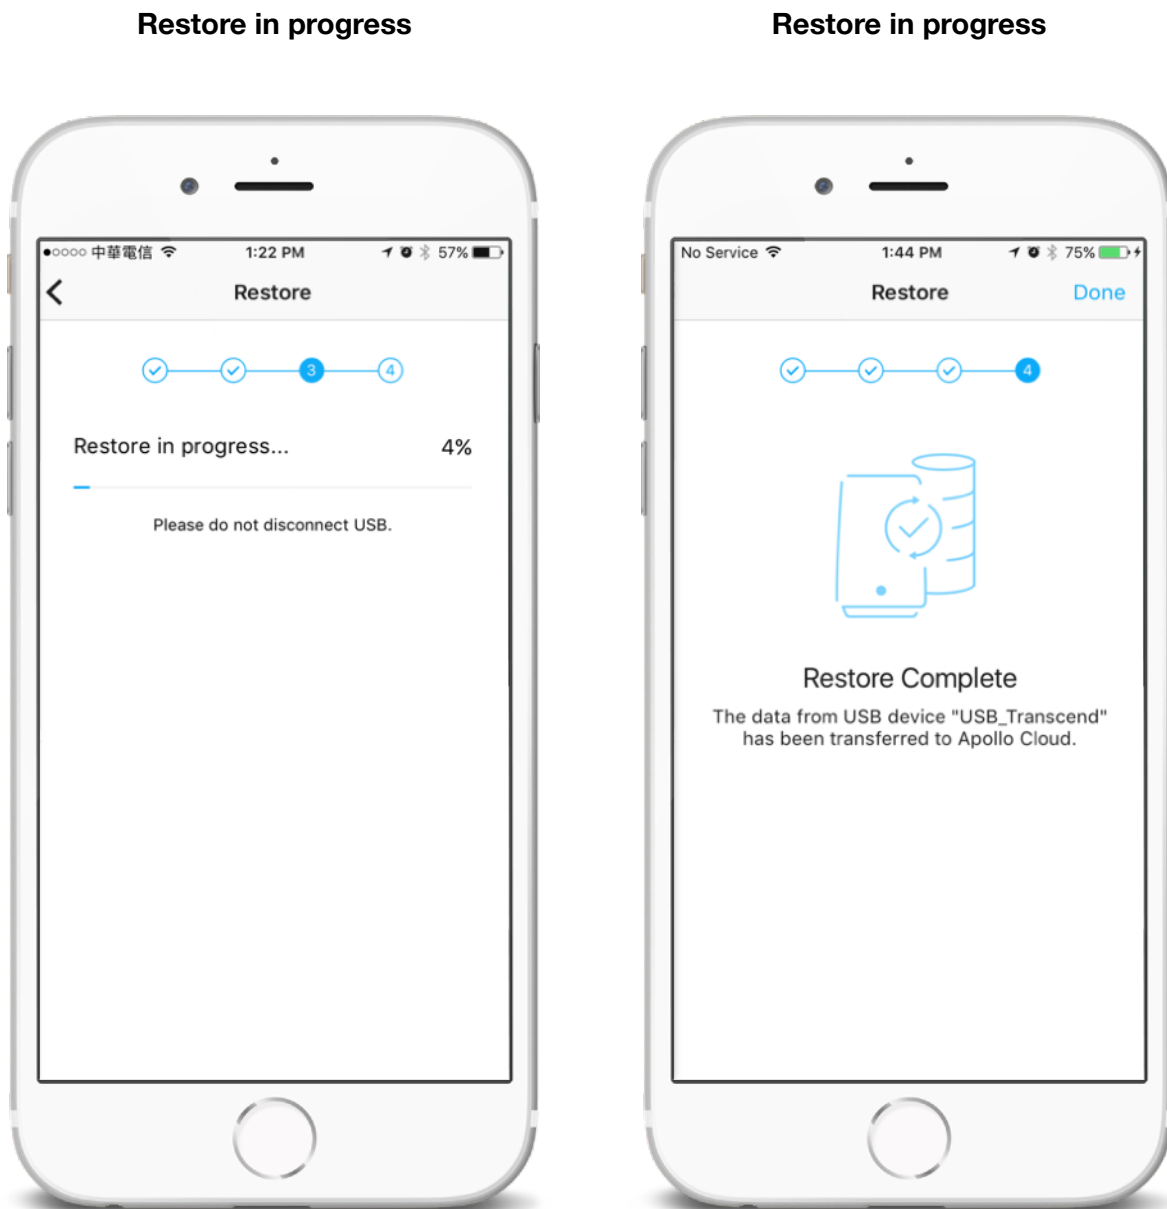 Restore in progress
Restore in progress
中華電信 1:22 PM 57%
Restore
3 4
Restore in progress... 4%
Please do not disconnect USB.
No Service 1:44 PM 75%
Restore Done
4
Restore Complete
The data from USB device "USB_Transcend"
has been transferred to Apollo Cloud.